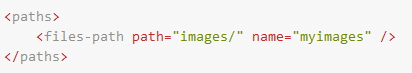 <paths>
    <files-path path="images/" name="myimages" />
</paths>